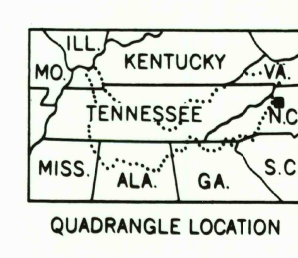 ILL.
KENTUCKY
MO.
VA.
TENNESSEE
N.C
MISS.
ALA.
GA.
S.C
QUADRANGLE LOCATION